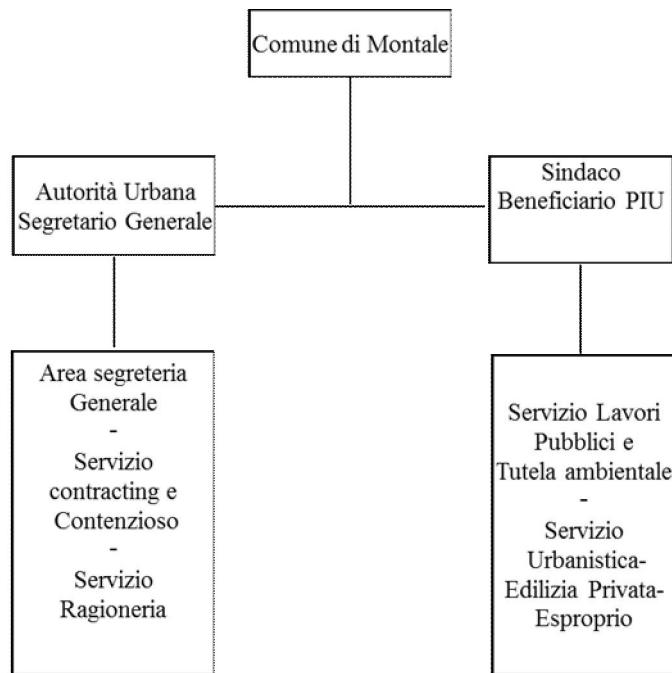 Comune di Montale
Autorità Urbana
Segretario Generale
Sindaco
Beneficiario PIU
Area segreteria
Generale
-
Servizio
contracting e
Contenzioso
-
Servizio
Ragioneria
Servizio Lavori
Pubblici e
Tutela ambientale
-
Servizio
Urbanistica-
Edilizia Privata-
Esproprio